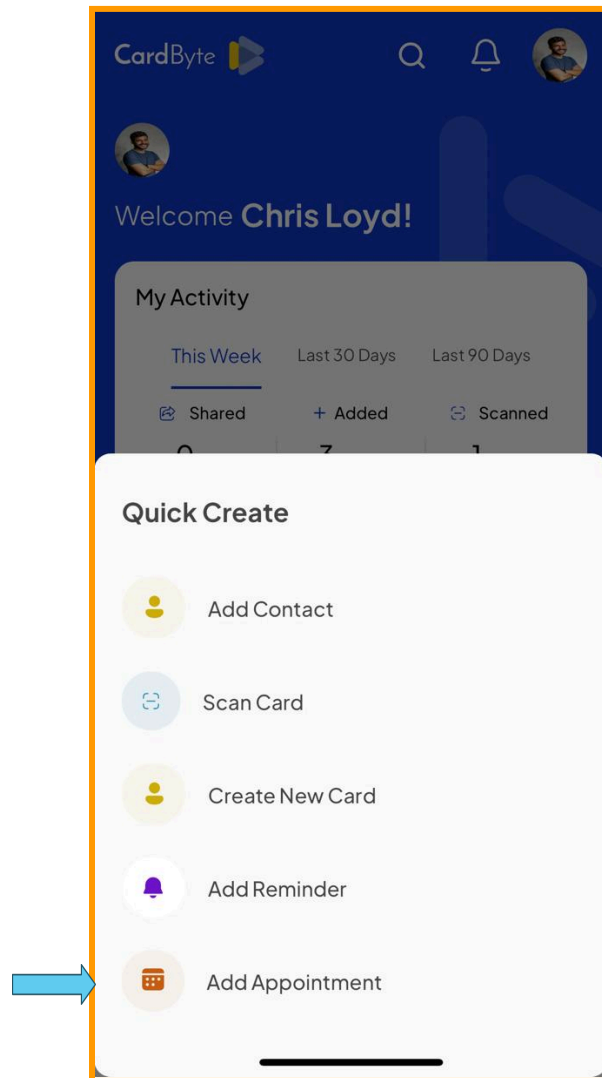 CardByte
Welcome Chris Loyd!
My Activity
This Week Last 30 Days Last 90 Days
Shared + Added Scanned
Quick Create
Add Contact
Scan Card
Create New Card
Add Reminder
Add Appointment